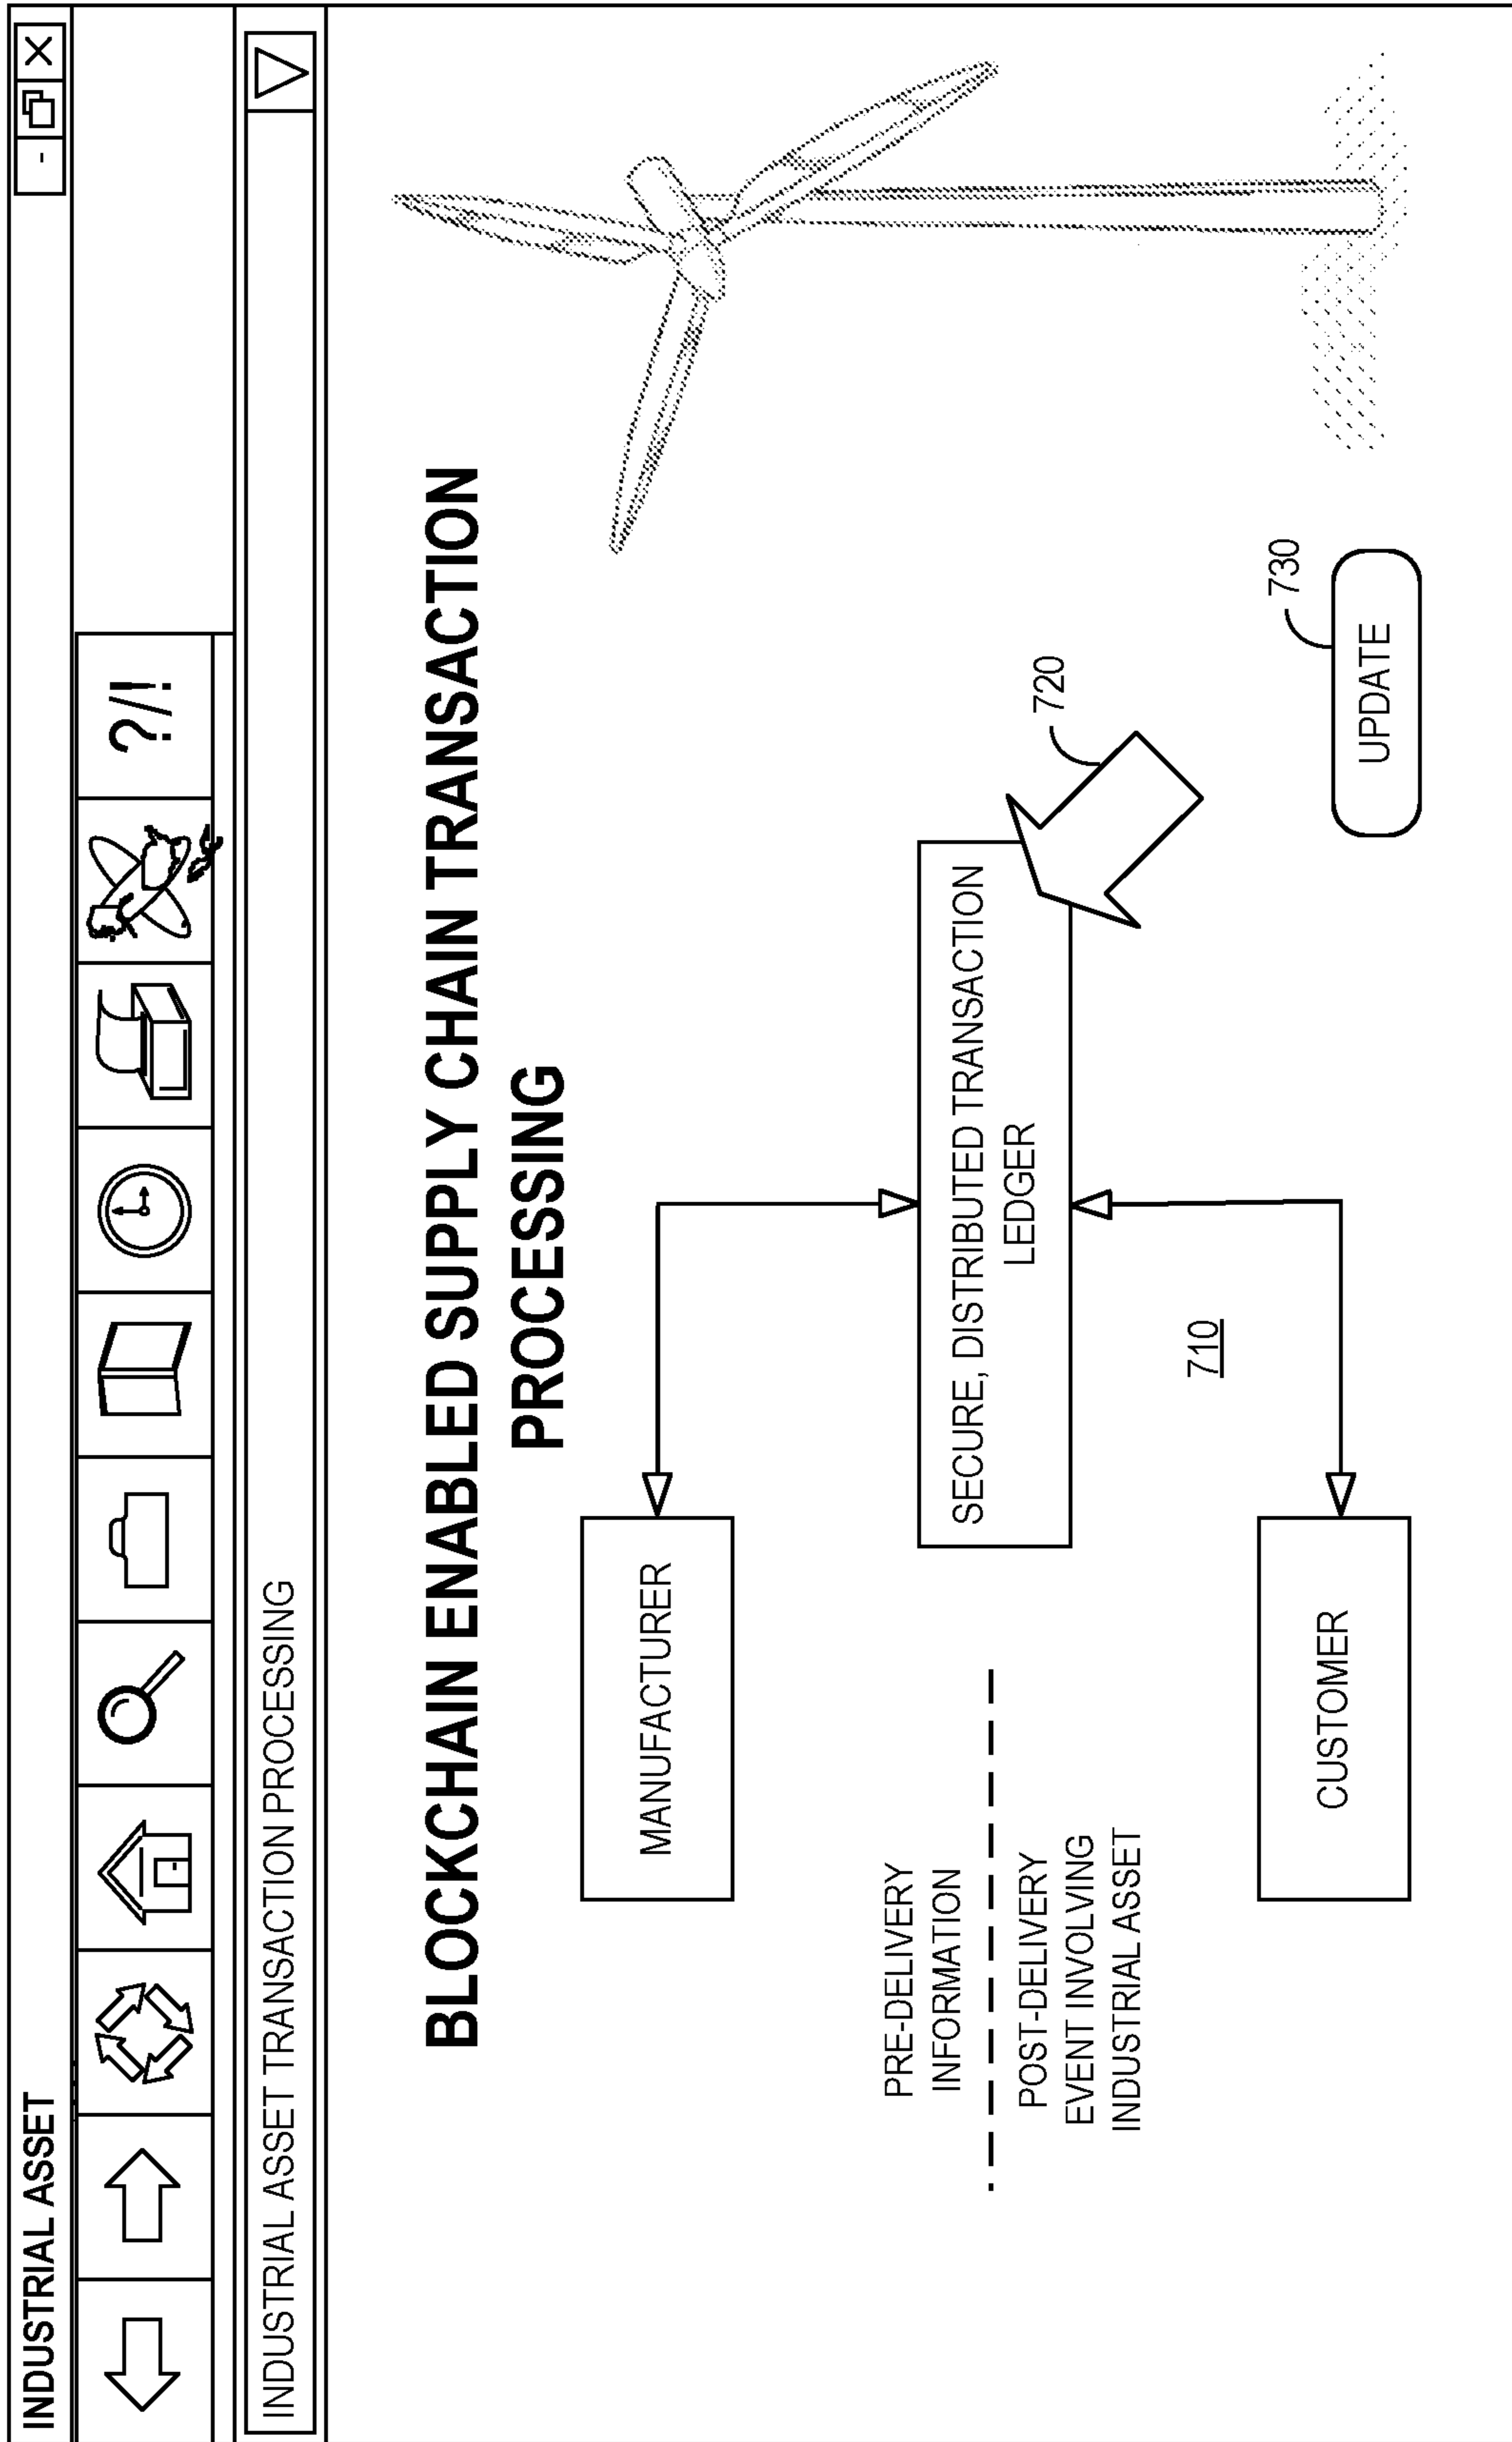 INDUSTRIAL ASSET
- X
?/!
INDUSTRIAL ASSET TRANSACTION PROCESSING
BLOCKCHAIN ENABLED SUPPLY CHAIN TRANSACTION
PROCESSING
MANUFACTURER
PRE-DELIVERY
INFORMATION
POST-DELIVERY
EVENT INVOLVING
INDUSTRIAL ASSET
SECURE, DISTRIBUTED TRANSACTION
LEDGER
720
710
CUSTOMER
730
UPDATE